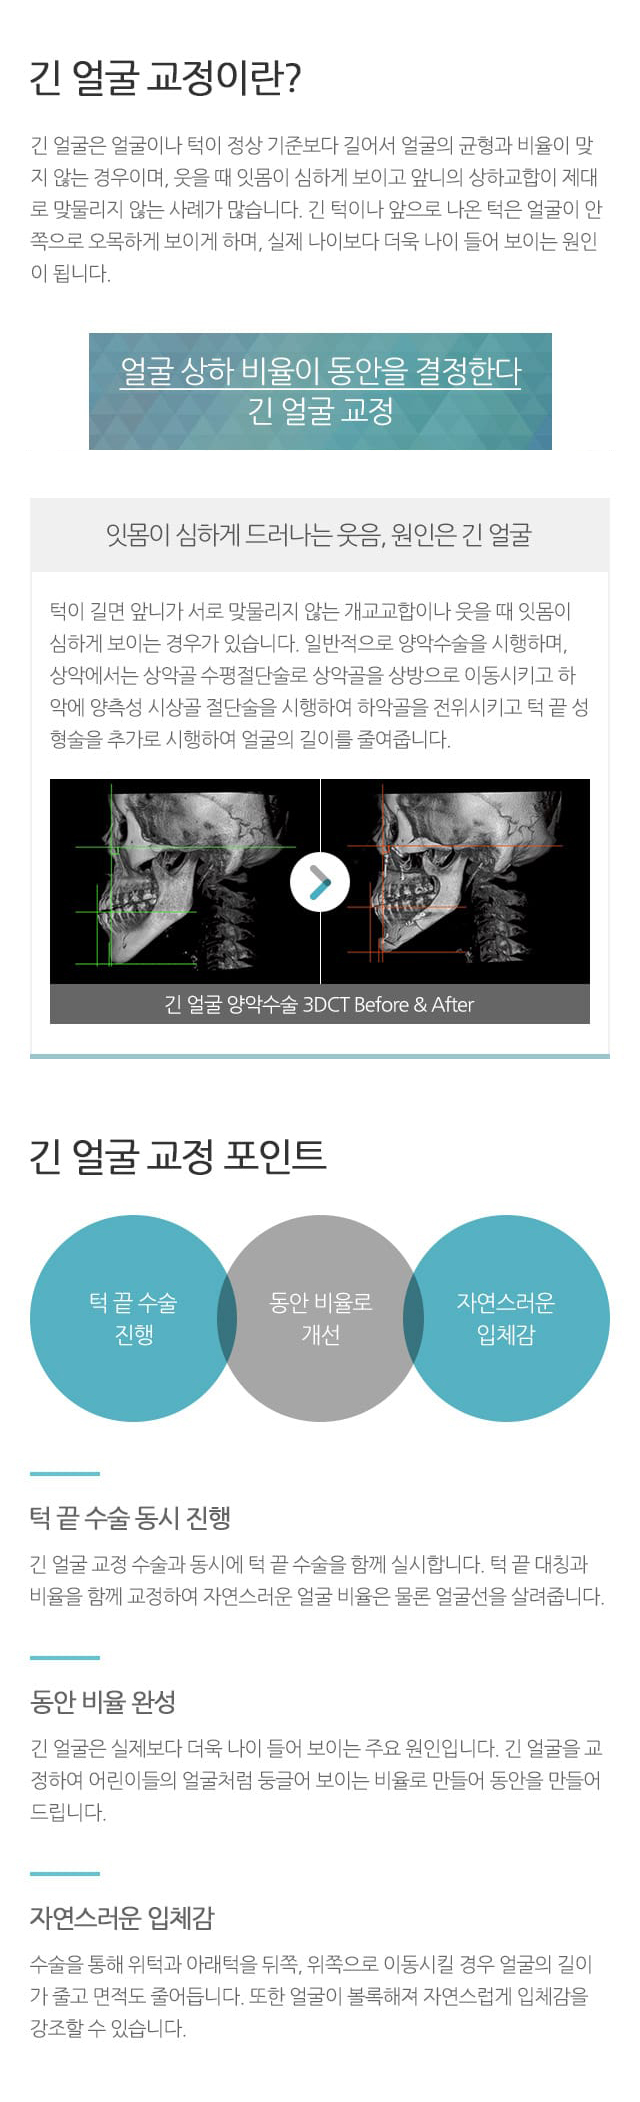 긴 얼굴 교정이란?
긴 얼굴은 얼굴이나 턱이 정상 기준보다 길어서 얼굴의 균형과 비율이 맞
지 않는 경우이며, 웃을 때 잇몸이 심하게 보이고 앞니의 상하교합이 제대
로 맞물리지 않는 사례가 많습니다. 긴 턱이나 앞으로 나온 턱은 얼굴이 안
쪽으로 오목하게 보이게 하며, 실제 나이보다 더욱 나이 들어 보이는 원인
이 됩니다.
얼굴 상하 비율이 동안을 결정한다
긴 얼굴 교정
잇몸이 심하게 드러나는 웃음, 원인은 긴 얼굴
턱이 길면 앞니가 서로 맞물리지 않는 개교교합이나 웃을 때 잇몸이
심하게 보이는 경우가 있습니다. 일반적으로 양악수술을 시행하며,
상악에서는 상악골 수평절단술로 상악골을 상방으로 이동시키고 하
악에 양측성 시상골 절단술을 시행하여 하악골을 전위시키고 턱 끝 성
형술을 추가로 시행하여 얼굴의 길이를 줄여줍니다.
긴 얼굴 양악수술 3DCT Before & After
긴 얼굴 교정 포인트
턱 끝 수술
진행
동안 비율로
개선
자연스러운
입체감
턱 끝 수술 동시 진행
긴 얼굴 교정 수술과 동시에 턱 끝 수술을 함께 실시합니다. 턱 끝 대칭과
비율을 함께 교정하여 자연스러운 얼굴 비율은 물론 얼굴선을 살려줍니다.
동안 비율 완성
긴 얼굴은 실제보다 더욱 나이 들어 보이는 주요 원인입니다. 긴 얼굴을 교
정하여 어린이들의 얼굴처럼 둥글어 보이는 비율로 만들어 동안을 만들어
드립니다.
자연스러운 입체감
수술을 통해 위턱과 아래턱을 뒤쪽, 위쪽으로 이동시킬 경우 얼굴의 길이
가 줄고 면적도 줄어듭니다. 또한 얼굴이 볼록해져 자연스럽게 입체감을
강조할 수 있습니다.